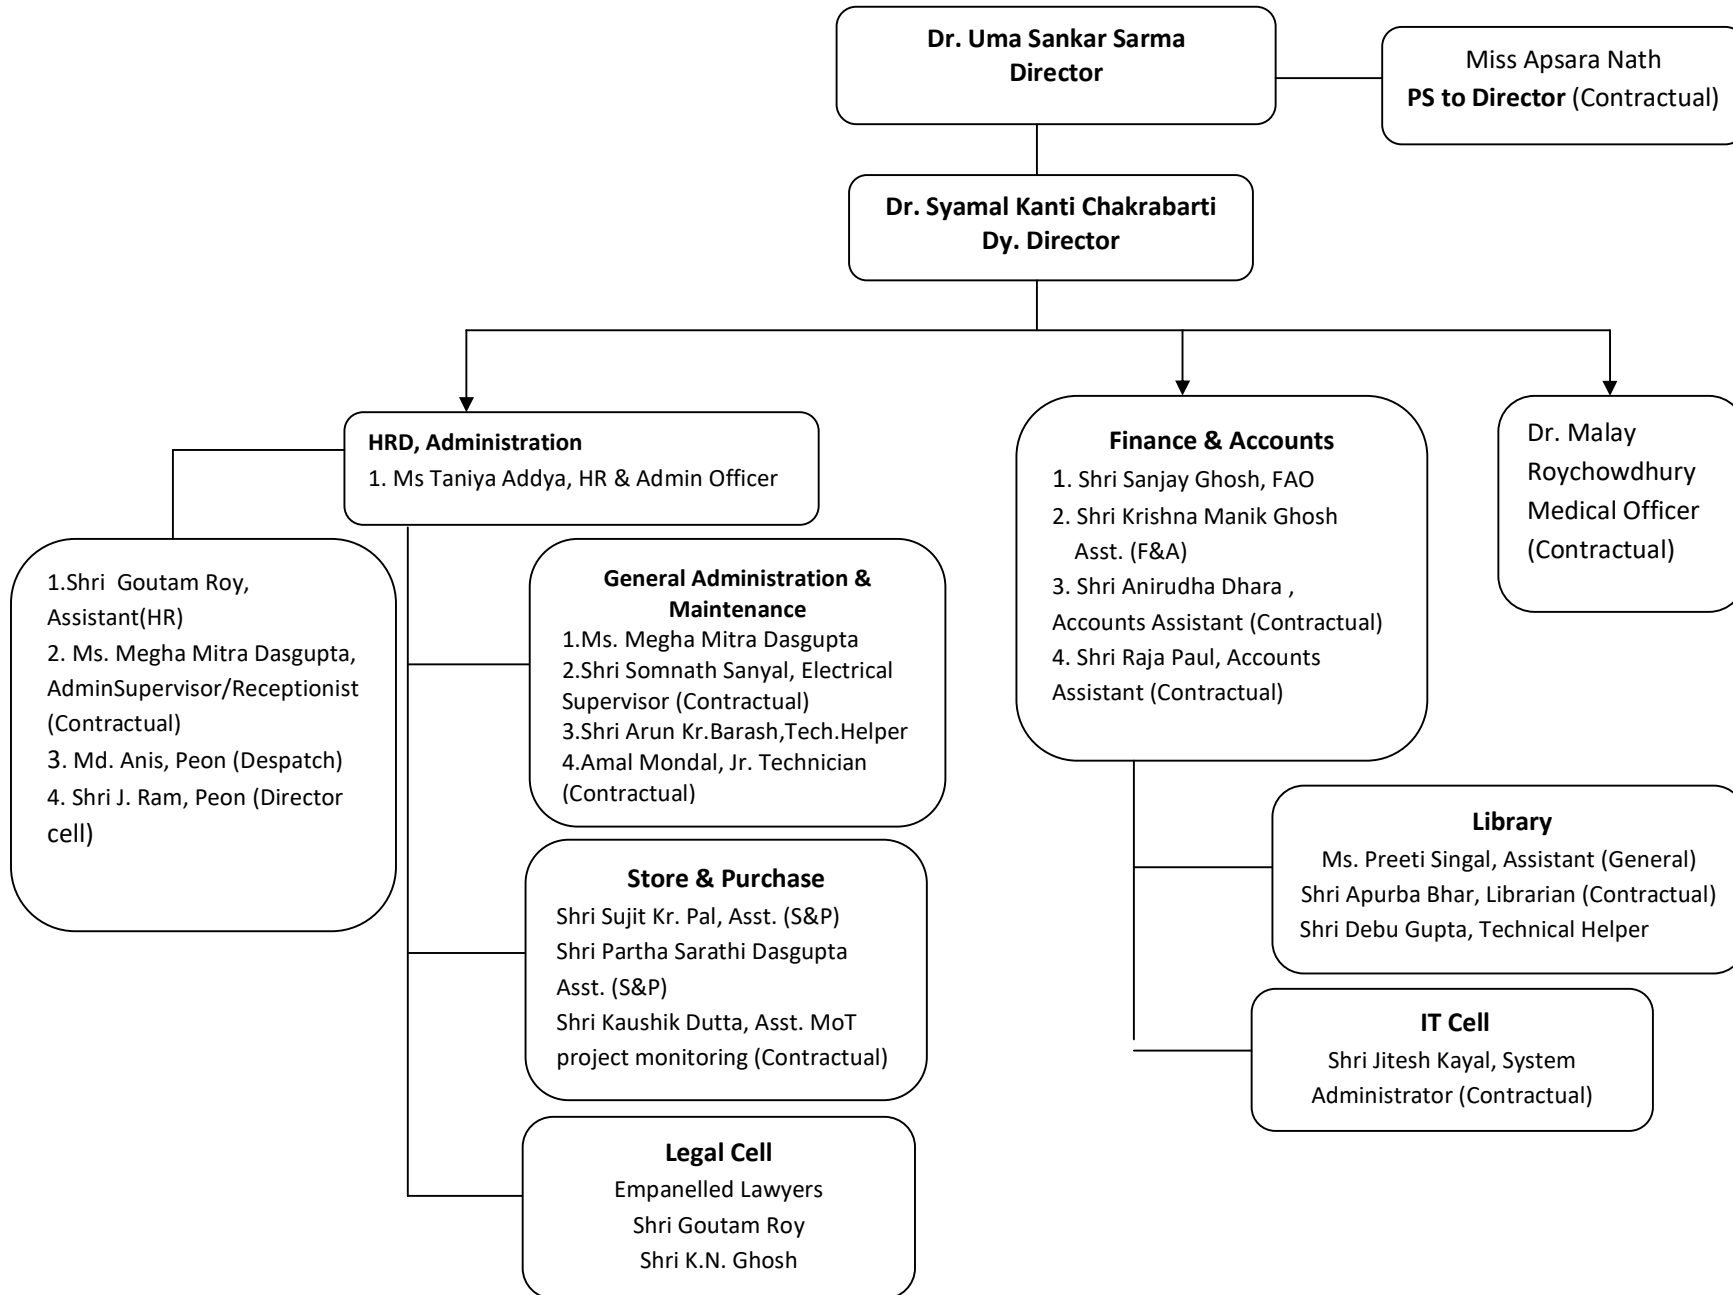 Dr. Uma Sankar Sarma
Director
Miss Apsara Nath
PS to Director (Contractual)
Dr. Syamal Kanti Chakrabarti
Dy. Director
HRD, Administration
1. Ms Taniya Addya, HR & Admin Officer
1.Shri  Goutam Roy,
Assistant(HR)
2. Ms. Megha Mitra Dasgupta,
AdminSupervisor/Receptionist
(Contractual)
3. Md. Anis, Peon (Despatch)
4. Shri J. Ram, Peon (Director
cell)
General Administration &
Maintenance
1.Ms. Megha Mitra Dasgupta
2.Shri Somnath Sanyal, Electrical
Supervisor (Contractual)
3.Shri Arun Kr.Barash,Tech.Helper
4.Amal Mondal, Jr. Technician
(Contractual)
Store & Purchase
Shri Sujit Kr. Pal, Asst. (S&P)
Shri Partha Sarathi Dasgupta
Asst. (S&P)
Shri Kaushik Dutta, Asst. MoT
project monitoring (Contractual)
Legal Cell
Empanelled Lawyers
Shri Goutam Roy
Shri K.N. Ghosh
Finance & Accounts
1. Shri Sanjay Ghosh, FAO
2. Shri Krishna Manik Ghosh
Asst. (F&A)
3. Shri Anirudha Dhara ,
Accounts Assistant (Contractual)
4. Shri Raja Paul, Accounts
Assistant (Contractual)
Library
Ms. Preeti Singal, Assistant (General)
Shri Apurba Bhar, Librarian (Contractual)
Shri Debu Gupta, Technical Helper
IT Cell
Shri Jitesh Kayal, System
Administrator (Contractual)
Dr. Malay
Roychowdhury
Medical Officer
(Contractual)